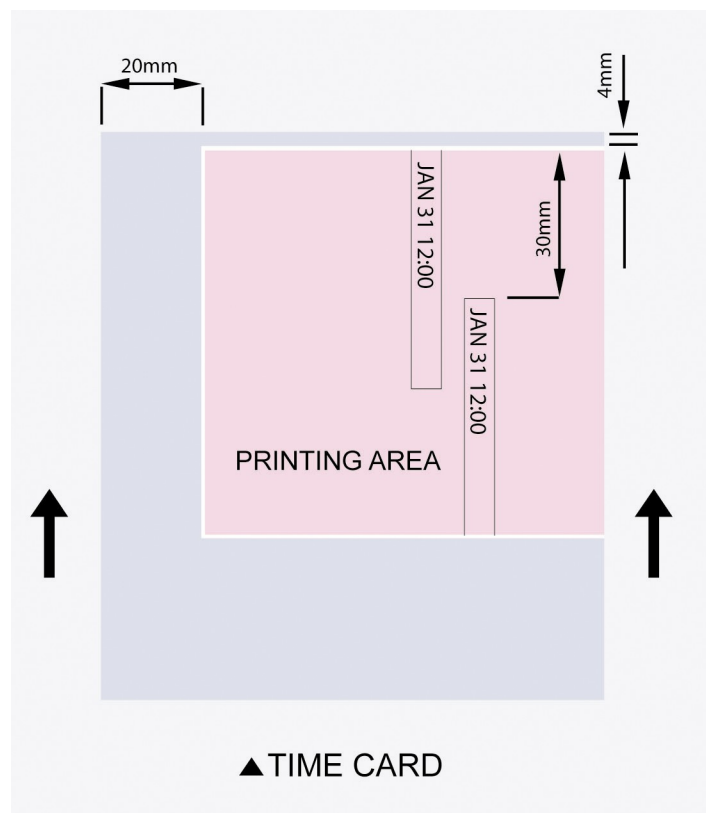 20mm
4mm
JAN 31 12:00
30mm
JAN 31 12:00
PRINTING AREA
▲TIME CARD